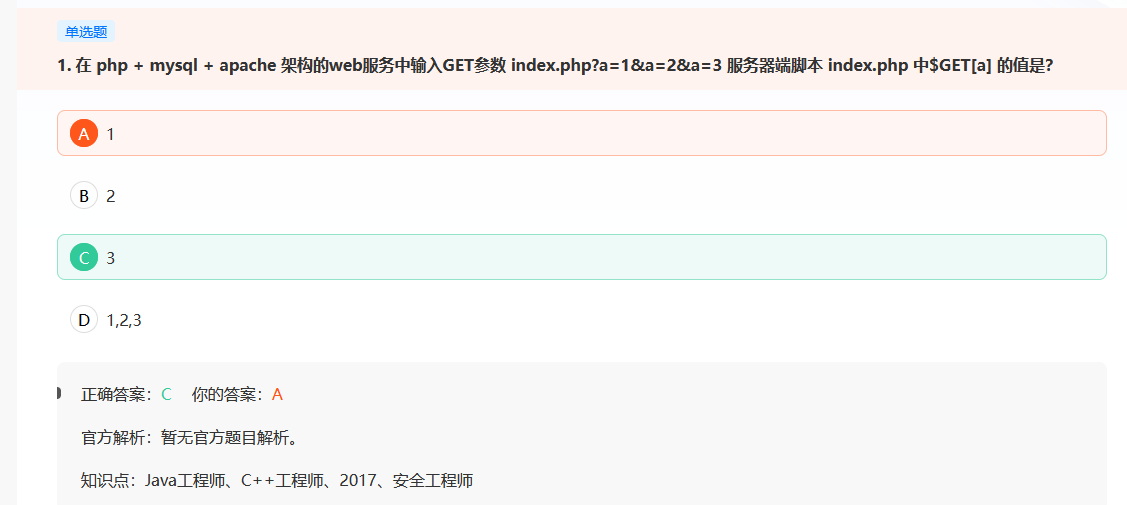 单选题
1. 在 php + mysql + apache 架构的web服务中输入GET参数 index.php?a=1&a=2&a=3 服务器端脚本 index.php 中$GET[a] 的值是?
A 1
B 2
C 3
D 1,2,3
正确答案：C 你的答案：A
官方解析：暂无官方题目解析。
知识点：Java工程师、C++工程师、2017、安全工程师